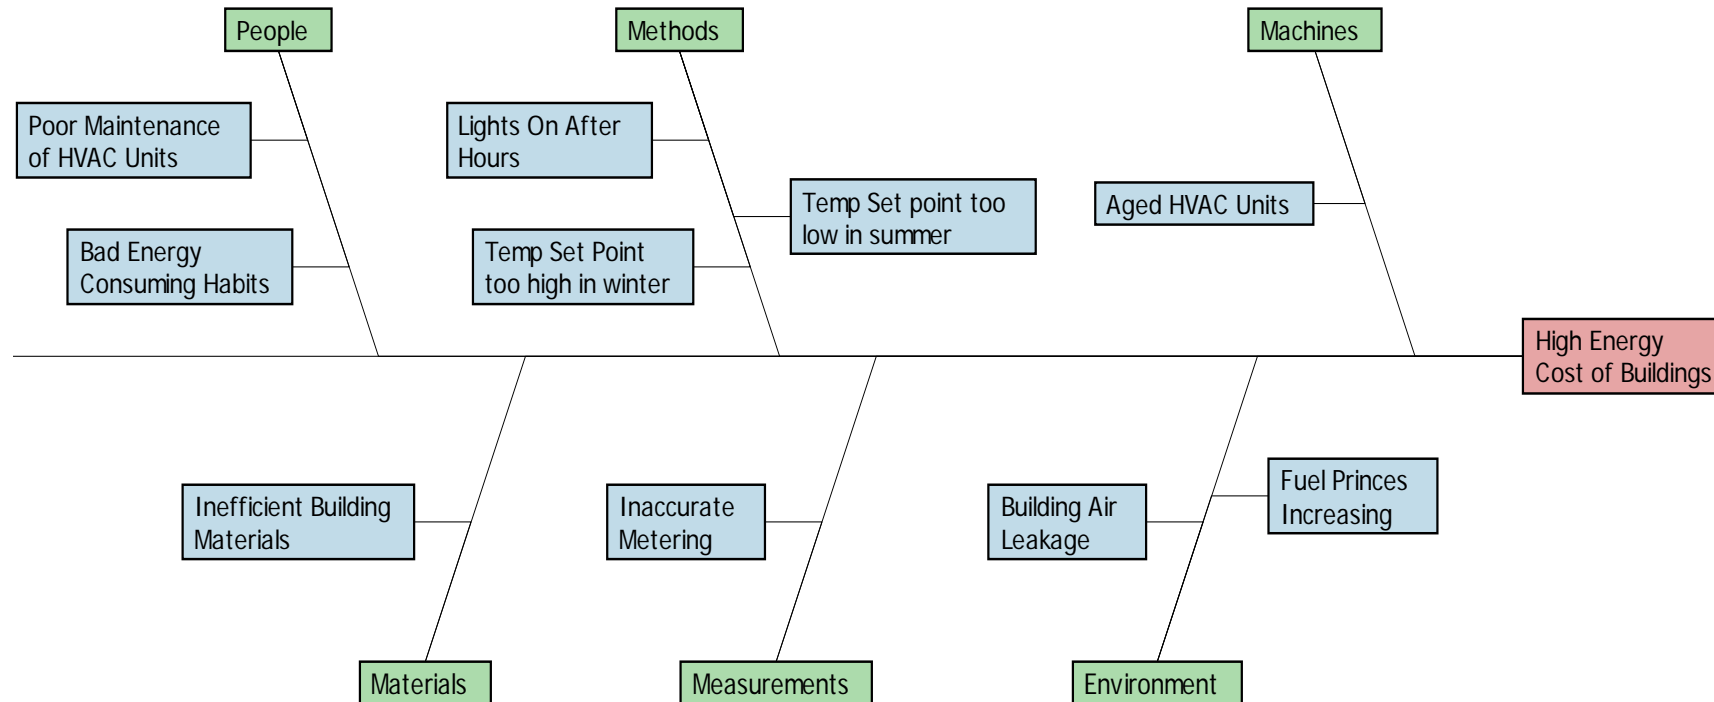 People
Methods
Machines
Poor Maintenance
of HVAC Units
Lights On After
Hours
Temp Set point too
low in summer
Aged HVAC Units
Bad Energy
Consuming Habits
Temp Set Point
too high in winter
High Energy
Cost of Buildings
Inefficient Building
Materials
Inaccurate
Metering
Building Air
Leakage
Fuel Princes
Increasing
Materials
Measurements
Environment